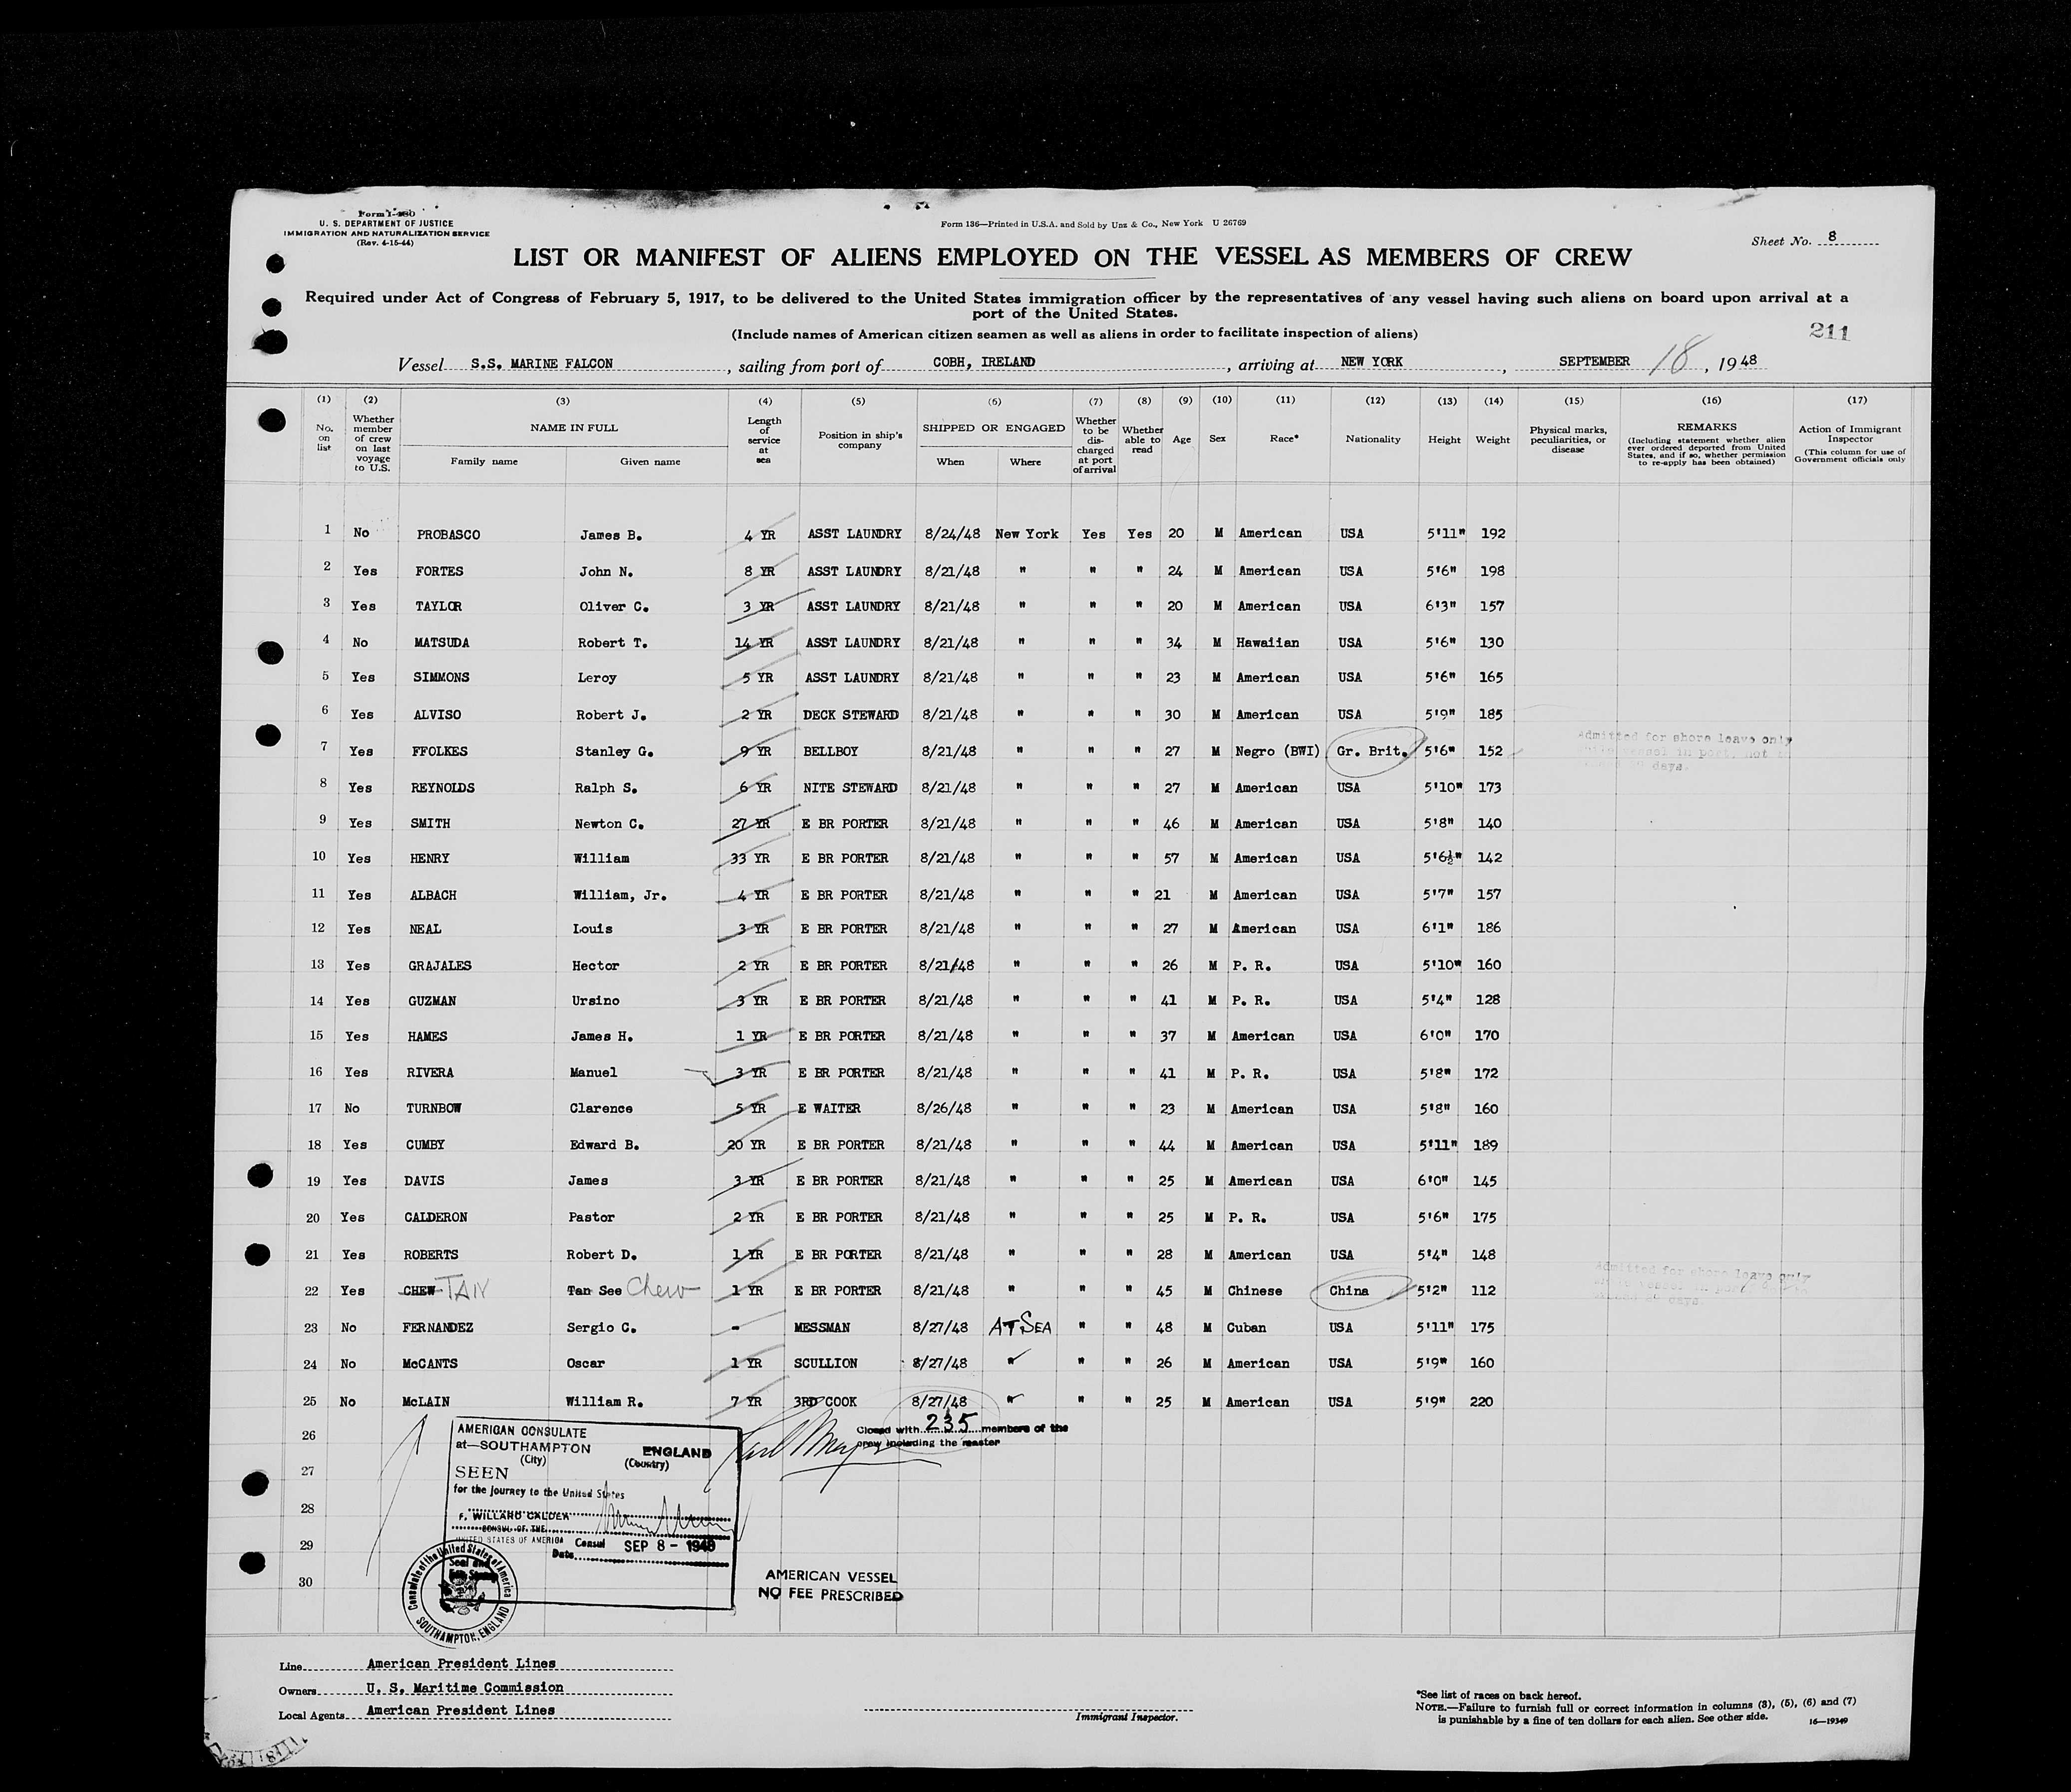 Form I-480
U. S. DEPARTMENT OF JUSTICE
IMMIGRATION AND NATURALIZATION SERVICE
(Rev. 4-15-44)
Form 136—Printed in U.S.A. and Sold by Unz & Co., New York U 26769
Sheet No. 8
LIST OR MANIFEST OF ALIENS EMPLOYED ON THE VESSEL AS MEMBERS OF CREW
Required under Act of Congress of February 5, 1917, to be delivered to the United States immigration officer by the representatives of any vessel having such aliens on board upon arrival at a
port of the United States.
(Include names of American citizen seamen as well as aliens in order to facilitate inspection of aliens)
211
Vessel S.S. MARINE FALCON , sailing from port of COBH, IRELAND , arriving at NEW YORK , SEPTEMBER 18 , 1948
(1) (2) (3) (4) (5) (6) (7) (8) (9) (10) (11) (12) (13) (14) (15) (16) (17)
No. on list
Whether member of crew on last voyage to U.S.
NAME IN FULL
Family name Given name
Length of service at sea
Position in ship's company
SHIPPED OR ENGAGED
When Where
Whether to be discharged at port of arrival
Whether able to read
Age
Sex
Race*
Nationality
Height
Weight
Physical marks, peculiarities, or disease
REMARKS
(Including statement whether alien ever ordered deported from United States, and if so, whether permission to re-apply has been obtained)
Action of Immigrant Inspector
(This column for use of Government officials only
1 No PROBASCO James B. 4 YR ASST LAUNDRY 8/24/48 New York Yes Yes 20 M American USA 5'11" 192
2 Yes FORTES John N. 8 YR ASST LAUNDRY 8/21/48 " " " 24 M American USA 5'6" 198
3 Yes TAYLOR Oliver C. 3 YR ASST LAUNDRY 8/21/48 " " " 20 M American USA 6'3" 157
4 No MATSUDA Robert T. 14 YR ASST LAUNDRY 8/21/48 " " " 34 M Hawaiian USA 5'6" 130
5 Yes SIMMONS Leroy 5 YR ASST LAUNDRY 8/21/48 " " " 23 M American USA 5'6" 165
6 Yes ALVISO Robert J. 2 YR DECK STEWARD 8/21/48 " " " 30 M American USA 5'9" 185
7 Yes FFOLKES Stanley G. 9 YR BELLBOY 8/21/48 " " " 27 M Negro (BWI) Gr. Brit. 5'6" 152 Admitted for shore leave only
vessel in port, not
days.
8 Yes REYNOLDS Ralph S. 6 YR NITE STEWARD 8/21/48 " " " 27 M American USA 5'10" 173
9 Yes SMITH Newton C. 27 YR E BR PORTER 8/21/48 " " " 46 M American USA 5'8" 140
10 Yes HENRY William 33 YR E BR PORTER 8/21/48 " " " 57 M American USA 5'6½" 142
11 Yes ALBACH William, Jr. 4 YR E BR PORTER 8/21/48 " " " 21 M American USA 5'7" 157
12 Yes NEAL Louis 3 YR E BR PORTER 8/21/48 " " " 27 M American USA 6'1" 186
13 Yes GRAJALES Hector 2 YR E BR PORTER 8/21/48 " " " 26 M P. R. USA 5'10" 160
14 Yes GUZMAN Ursino 3 YR E BR PORTER 8/21/48 " " " 41 M P. R. USA 5'4" 128
15 Yes HAMES James H. 1 YR E BR PORTER 8/21/48 " " " 37 M American USA 6'0" 170
16 Yes RIVERA Manuel 3 YR E BR PORTER 8/21/48 " " " 41 M P. R. USA 5'8" 172
17 No TURNBOW Clarence 5 YR E WAITER 8/26/48 " " " 23 M American USA 5'8" 160
18 Yes CUMBY Edward B. 20 YR E BR PORTER 8/21/48 " " " 44 M American USA 5'11" 189
19 Yes DAVIS James 3 YR E BR PORTER 8/21/48 " " " 25 M American USA 6'0" 145
20 Yes CALDERON Pastor 2 YR E BR PORTER 8/21/48 " " " 25 M P. R. USA 5'6" 175
21 Yes ROBERTS Robert D. 1 YR E BR PORTER 8/21/48 " " " 28 M American USA 5'4" 148
22 Yes CHEW TAN Tan See Chew 1 YR E BR PORTER 8/21/48 " " " 45 M Chinese China 5'2" 112 Admitted for shore leave only
vessel
days.
23 No FERNANDEZ Sergio C. - MESSMAN 8/27/48 AT SEA " " 48 M Cuban USA 5'11" 175
24 No McCANTS Oscar 1 YR SCULLION 8/27/48 " " " 26 M American USA 5'9" 160
25 No McLAIN William R. 7 YR 3RD COOK 8/27/48 " " " 25 M American USA 5'9" 220
26
27
28
29
30
Closed with 235 members of the
crew including the master
AMERICAN CONSULATE
at—SOUTHAMPTON ENGLAND
(City) (Country)
SEEN
for the journey to the United States
F. WILLARD CALDER
CONSUL OF THE
UNITED STATES OF AMERICA Consul
Date SEP 8 - 1948
Consulate of the United States of America
SOUTHAMPTON, ENGLAND
AMERICAN VESSEL
NO FEE PRESCRIBED
Line American President Lines
Owners U. S. Maritime Commission
Local Agents American President Lines
Immigrant Inspector.
*See list of races on back hereof.
NOTE.—Failure to furnish full or correct information in columns (3), (5), (6) and (7)
is punishable by a fine of ten dollars for each alien. See other side. 16—19349